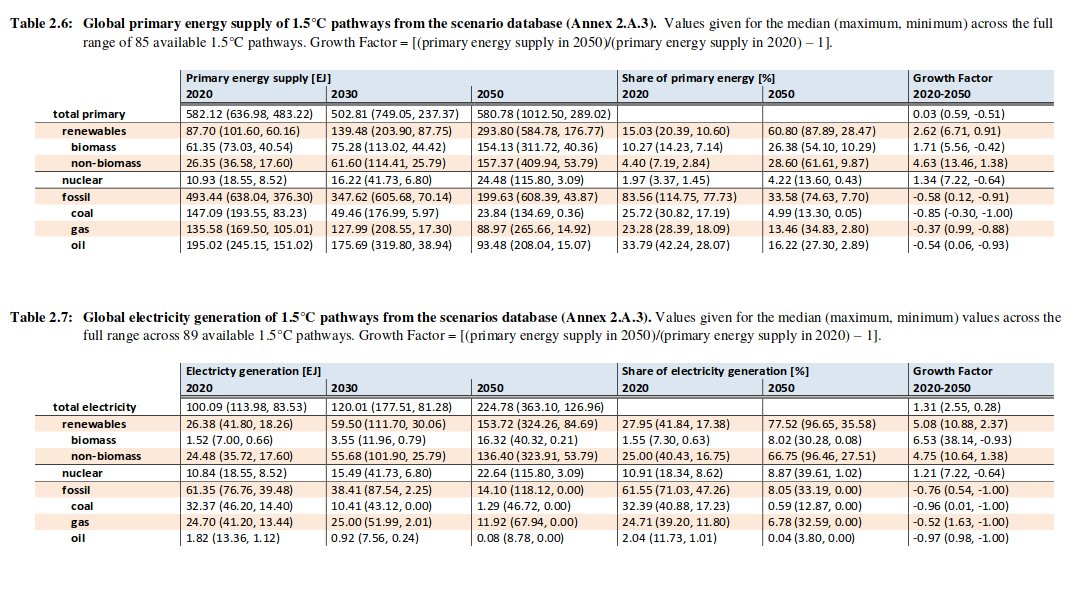 Table 2.6: Global primary energy supply of 1.5°C pathways from the scenario database (Annex 2.A.3). Values given for the median (maximum, minimum) across the full
range of 85 available 1.5°C pathways. Growth Factor = [(primary energy supply in 2050)/(primary energy supply in 2020) – 1].
Primary energy supply [EJ] Share of primary energy [%] Growth Factor
2020 2030 2050 2020 2050 2020-2050
total primary 582.12 (636.98, 483.22) 502.81 (749.05, 237.37) 580.78 (1012.50, 289.02) 0.03 (0.59, -0.51)
renewables 87.70 (101.60, 60.16) 139.48 (203.90, 87.75) 293.80 (584.78, 176.77) 15.03 (20.39, 10.60) 60.80 (87.89, 28.47) 2.62 (6.71, 0.91)
biomass 61.35 (73.03, 40.54) 75.28 (113.02, 44.42) 154.13 (311.72, 40.36) 10.27 (14.23, 7.14) 26.38 (54.10, 10.29) 1.71 (5.56, -0.42)
non-biomass 26.35 (36.58, 17.60) 61.60 (114.41, 25.79) 157.37 (409.94, 53.79) 4.40 (7.19, 2.84) 28.60 (61.61, 9.87) 4.63 (13.46, 1.38)
nuclear 10.93 (18.55, 8.52) 16.22 (41.73, 6.80) 24.48 (115.80, 3.09) 1.97 (3.37, 1.45) 4.22 (13.60, 0.43) 1.34 (7.22, -0.64)
fossil 493.44 (638.04, 376.30) 347.62 (605.68, 70.14) 199.63 (608.39, 43.87) 83.56 (114.75, 77.73) 33.58 (74.63, 7.70) -0.58 (0.12, -0.91)
coal 147.09 (193.55, 83.23) 49.46 (176.99, 5.97) 23.84 (134.69, 0.36) 25.72 (30.82, 17.19) 4.99 (13.30, 0.05) -0.85 (-0.30, -1.00)
gas 135.58 (169.50, 105.01) 127.99 (208.55, 17.30) 88.97 (265.66, 14.92) 23.28 (28.39, 18.09) 13.46 (34.83, 2.80) -0.37 (0.99, -0.88)
oil 195.02 (245.15, 151.02) 175.69 (319.80, 38.94) 93.48 (208.04, 15.07) 33.79 (42.24, 28.07) 16.22 (27.30, 2.89) -0.54 (0.06, -0.93)
Table 2.7: Global electricity generation of 1.5°C pathways from the scenarios database (Annex 2.A.3). Values given for the median (maximum, minimum) values across the
full range across 89 available 1.5°C pathways. Growth Factor = [(primary energy supply in 2050)/(primary energy supply in 2020) – 1].
Electricty generation [EJ] Share of electricity generation [%] Growth Factor
2020 2030 2050 2020 2050 2020-2050
total electricity 100.09 (113.98, 83.53) 120.01 (177.51, 81.28) 224.78 (363.10, 126.96) 1.31 (2.55, 0.28)
renewables 26.38 (41.80, 18.26) 59.50 (111.70, 30.06) 153.72 (324.26, 84.69) 27.95 (41.84, 17.38) 77.52 (96.65, 35.58) 5.08 (10.88, 2.37)
biomass 1.52 (7.00, 0.66) 3.55 (11.96, 0.79) 16.32 (40.32, 0.21) 1.55 (7.30, 0.63) 8.02 (30.28, 0.08) 6.53 (38.14, -0.93)
non-biomass 24.48 (35.72, 17.60) 55.68 (101.90, 25.79) 136.40 (323.91, 53.79) 25.00 (40.43, 16.75) 66.75 (96.46, 27.51) 4.75 (10.64, 1.38)
nuclear 10.84 (18.55, 8.52) 15.49 (41.73, 6.80) 22.64 (115.80, 3.09) 10.91 (18.34, 8.62) 8.87 (39.61, 1.02) 1.21 (7.22, -0.64)
fossil 61.35 (76.76, 39.48) 38.41 (87.54, 2.25) 14.10 (118.12, 0.00) 61.55 (71.03, 47.26) 8.05 (33.19, 0.00) -0.76 (0.54, -1.00)
coal 32.37 (46.20, 14.40) 10.41 (43.12, 0.00) 1.29 (46.72, 0.00) 32.39 (40.88, 17.23) 0.59 (12.87, 0.00) -0.96 (0.01, -1.00)
gas 24.70 (41.20, 13.44) 25.00 (51.99, 2.01) 11.92 (67.94, 0.00) 24.71 (39.20, 11.80) 6.78 (32.59, 0.00) -0.52 (1.63, -1.00)
oil 1.82 (13.36, 1.12) 0.92 (7.56, 0.24) 0.08 (8.78, 0.00) 2.04 (11.73, 1.01) 0.04 (3.80, 0.00) -0.97 (0.98, -1.00)